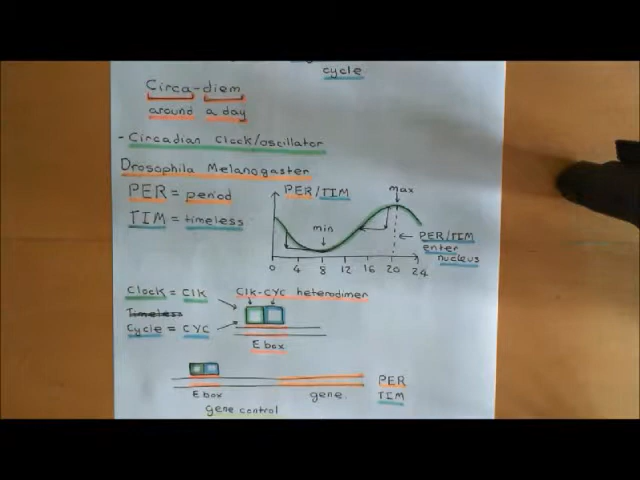 cycle
Circa-diem
around a day
- Circadian Clock/oscillator
Drosophila Melanogaster
PER = period
TIM = timeless
PER/TIM
max
min
PER/TIM
enter
nucleus
0 4 8 12 16 20 24
Clock = Clk
Timeless
Cycle = CYC
Clk-CYC heterodimer
E box
E box
gene control
gene.
PER
TIM